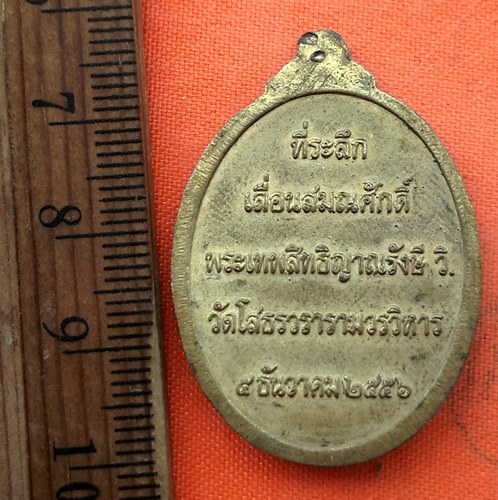 ที่ระลึก
เลื่อนสมณศักดิ์
พระเทพสิทธิญาณรังษี วิ.
วัดโสธรวรารามวรวิหาร
๔ ธันวาคม ๒๕๕๖
7
8
9
10